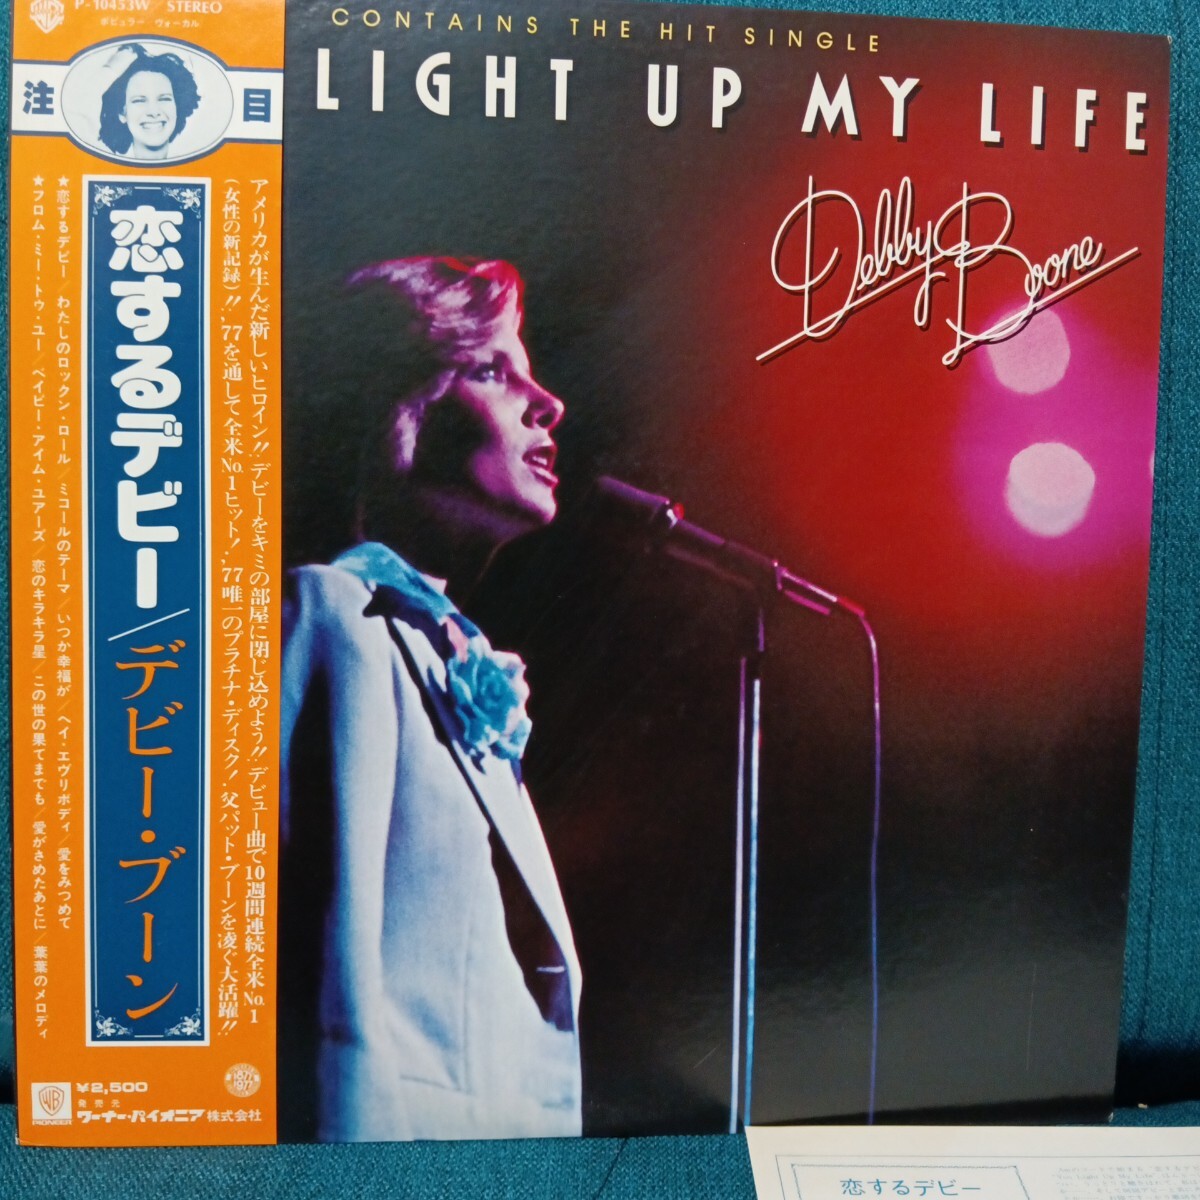 P-10453W／STEREO
ポピュラー ヴォーカル
注目
恋するデビー／デビー・ブーン
アメリカが生んだ新しいヒロイン!!デビーをキミの部屋に閉じ込めよう!!デビュー曲で10週間連続全米No.1
(女性の新記録)!!'77を通して全米No.1ヒット!'77唯一のプラチナ・ディスク!父パット・ブーンを凌ぐ大活躍!!
★恋するデビー／わたしのロックン・ロール／ミコールのテーマ／いつか幸福が／ヘイ・エヴリボディ／愛をみつめて
★フロム・ミー・トゥ・ユー／ベイビー・アイム・ユアーズ／恋のキラキラ星／この世の果てまでも／愛がさめたあとに／葉葉のメロディ
¥2,500
発売元
ワーナー・パイオニア株式会社
PIONEER
1877
1977
CONTAINS THE HIT SINGLE
LIGHT UP MY LIFE
Debby Boone
恋するデビー